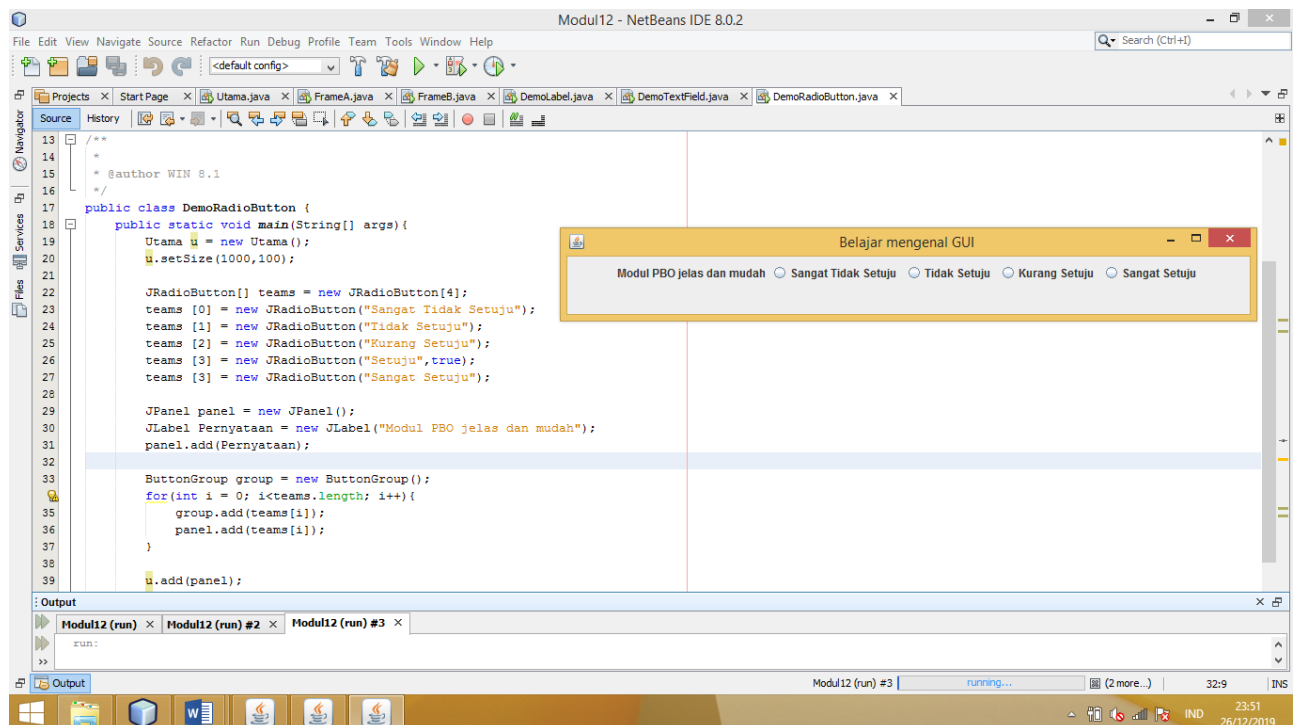 Modul12 - NetBeans IDE 8.0.2
File Edit View Navigate Source Refactor Run Debug Profile Team Tools Window Help
Search (Ctrl+I)
<default config>
Projects Start Page Utama.java FrameA.java FrameB.java DemoLabel.java DemoTextField.java DemoRadioButton.java
Source History
Navigator
Services
Files
13 /**
14 *
15 * @author WIN 8.1
16 */
17 public class DemoRadioButton {
18 public static void main(String[] args){
19 Utama u = new Utama();
20 u.setSize(1000,100);
21
22 JRadioButton[] teams = new JRadioButton[4];
23 teams [0] = new JRadioButton("Sangat Tidak Setuju");
24 teams [1] = new JRadioButton("Tidak Setuju");
25 teams [2] = new JRadioButton("Kurang Setuju");
26 teams [3] = new JRadioButton("Setuju",true);
27 teams [3] = new JRadioButton("Sangat Setuju");
28
29 JPanel panel = new JPanel();
30 JLabel Pernyataan = new JLabel("Modul PBO jelas dan mudah");
31 panel.add(Pernyataan);
32
33 ButtonGroup group = new ButtonGroup();
for(int i = 0; i<teams.length; i++){
35 group.add(teams[i]);
36 panel.add(teams[i]);
37 }
38
39 u.add(panel);
Belajar mengenal GUI
Modul PBO jelas dan mudah Sangat Tidak Setuju Tidak Setuju Kurang Setuju Sangat Setuju
Output
Modul12 (run) Modul12 (run) #2 Modul12 (run) #3
run:
Output
Modul12 (run) #3 running... (2 more...) 32:9 INS
IND 23:51
26/12/2019